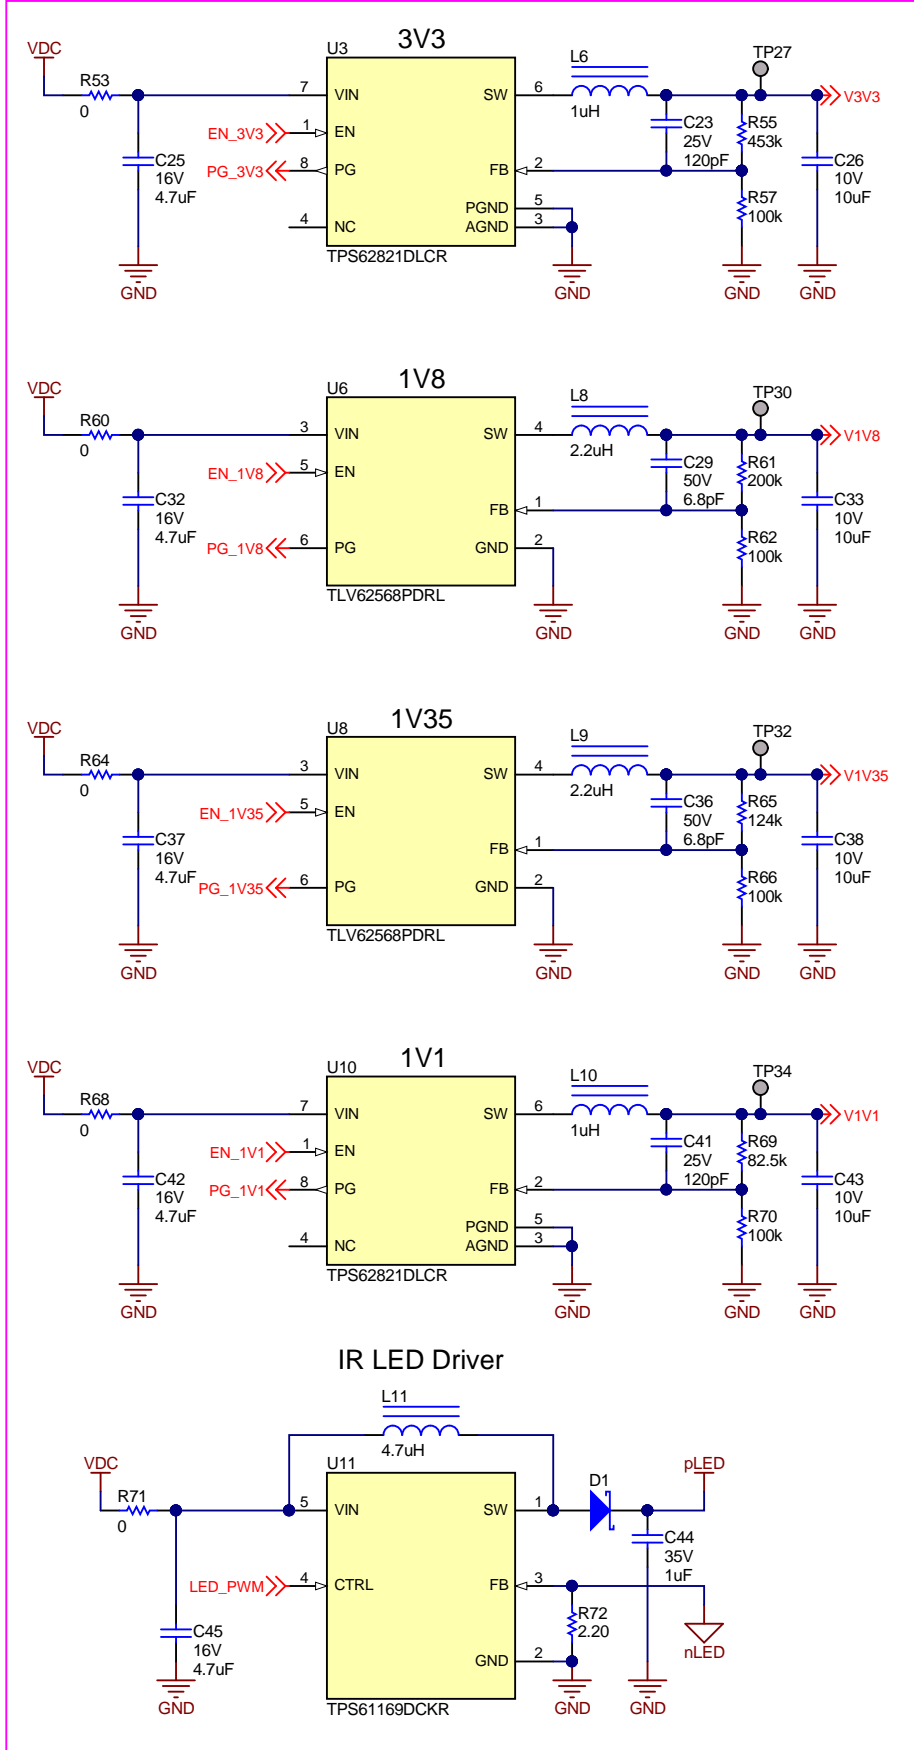 3V3
VDC
U3
L6
TP27
R53
0
7
VIN
SW
6
1uH
V3V3
EN_3V3
1
EN
C23
25V
120pF
R55
453k
C25
16V
4.7uF
PG_3V3
8
PG
FB
2
C26
10V
10uF
R57
100k
4
NC
PGND
5
AGND
3
TPS62821DLCR
GND
GND
GND
GND
1V8
VDC
U6
L8
TP30
R60
0
3
VIN
SW
4
2.2uH
V1V8
EN_1V8
5
EN
C29
50V
6.8pF
R61
200k
C32
16V
4.7uF
FB
1
C33
10V
10uF
PG_1V8
6
PG
GND
2
R62
100k
TLV62568PDRL
GND
GND
GND
GND
1V35
VDC
U8
L9
TP32
R64
0
3
VIN
SW
4
2.2uH
V1V35
EN_1V35
5
EN
C36
50V
6.8pF
R65
124k
C37
16V
4.7uF
FB
1
C38
10V
10uF
PG_1V35
6
PG
GND
2
R66
100k
TLV62568PDRL
GND
GND
GND
GND
1V1
VDC
U10
L10
TP34
R68
0
7
VIN
SW
6
1uH
V1V1
EN_1V1
1
EN
C41
25V
120pF
R69
82.5k
C42
16V
4.7uF
PG_1V1
8
PG
FB
2
C43
10V
10uF
R70
100k
4
NC
PGND
5
AGND
3
TPS62821DLCR
GND
GND
GND
GND
IR LED Driver
L11
4.7uH
VDC
U11
D1
pLED
R71
0
5
VIN
SW
1
C44
35V
1uF
LED_PWM
4
CTRL
FB
3
R72
2.20
nLED
C45
16V
4.7uF
GND
2
TPS61169DCKR
GND
GND
GND